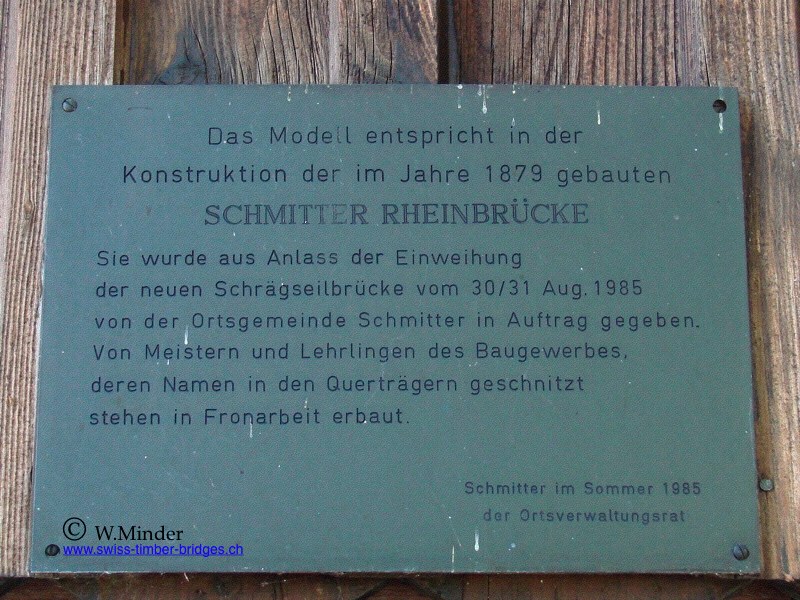 Das Modell entspricht in der
Konstruktion der im Jahre 1879 gebauten
SCHMITTER RHEINBRÜCKE
Sie wurde aus Anlass der Einweihung
der neuen Schrägseilbrücke vom 30/31 Aug. 1985
von der Ortsgemeinde Schmitter in Auftrag gegeben.
Von Meistern und Lehrlingen des Baugewerbes,
deren Namen in den Querträgern geschnitzt
stehen in Fronarbeit erbaut.
Schmitter im Sommer 1985
der Ortsverwaltungsrat
© W.Minder
www.swiss-timber-bridges.ch